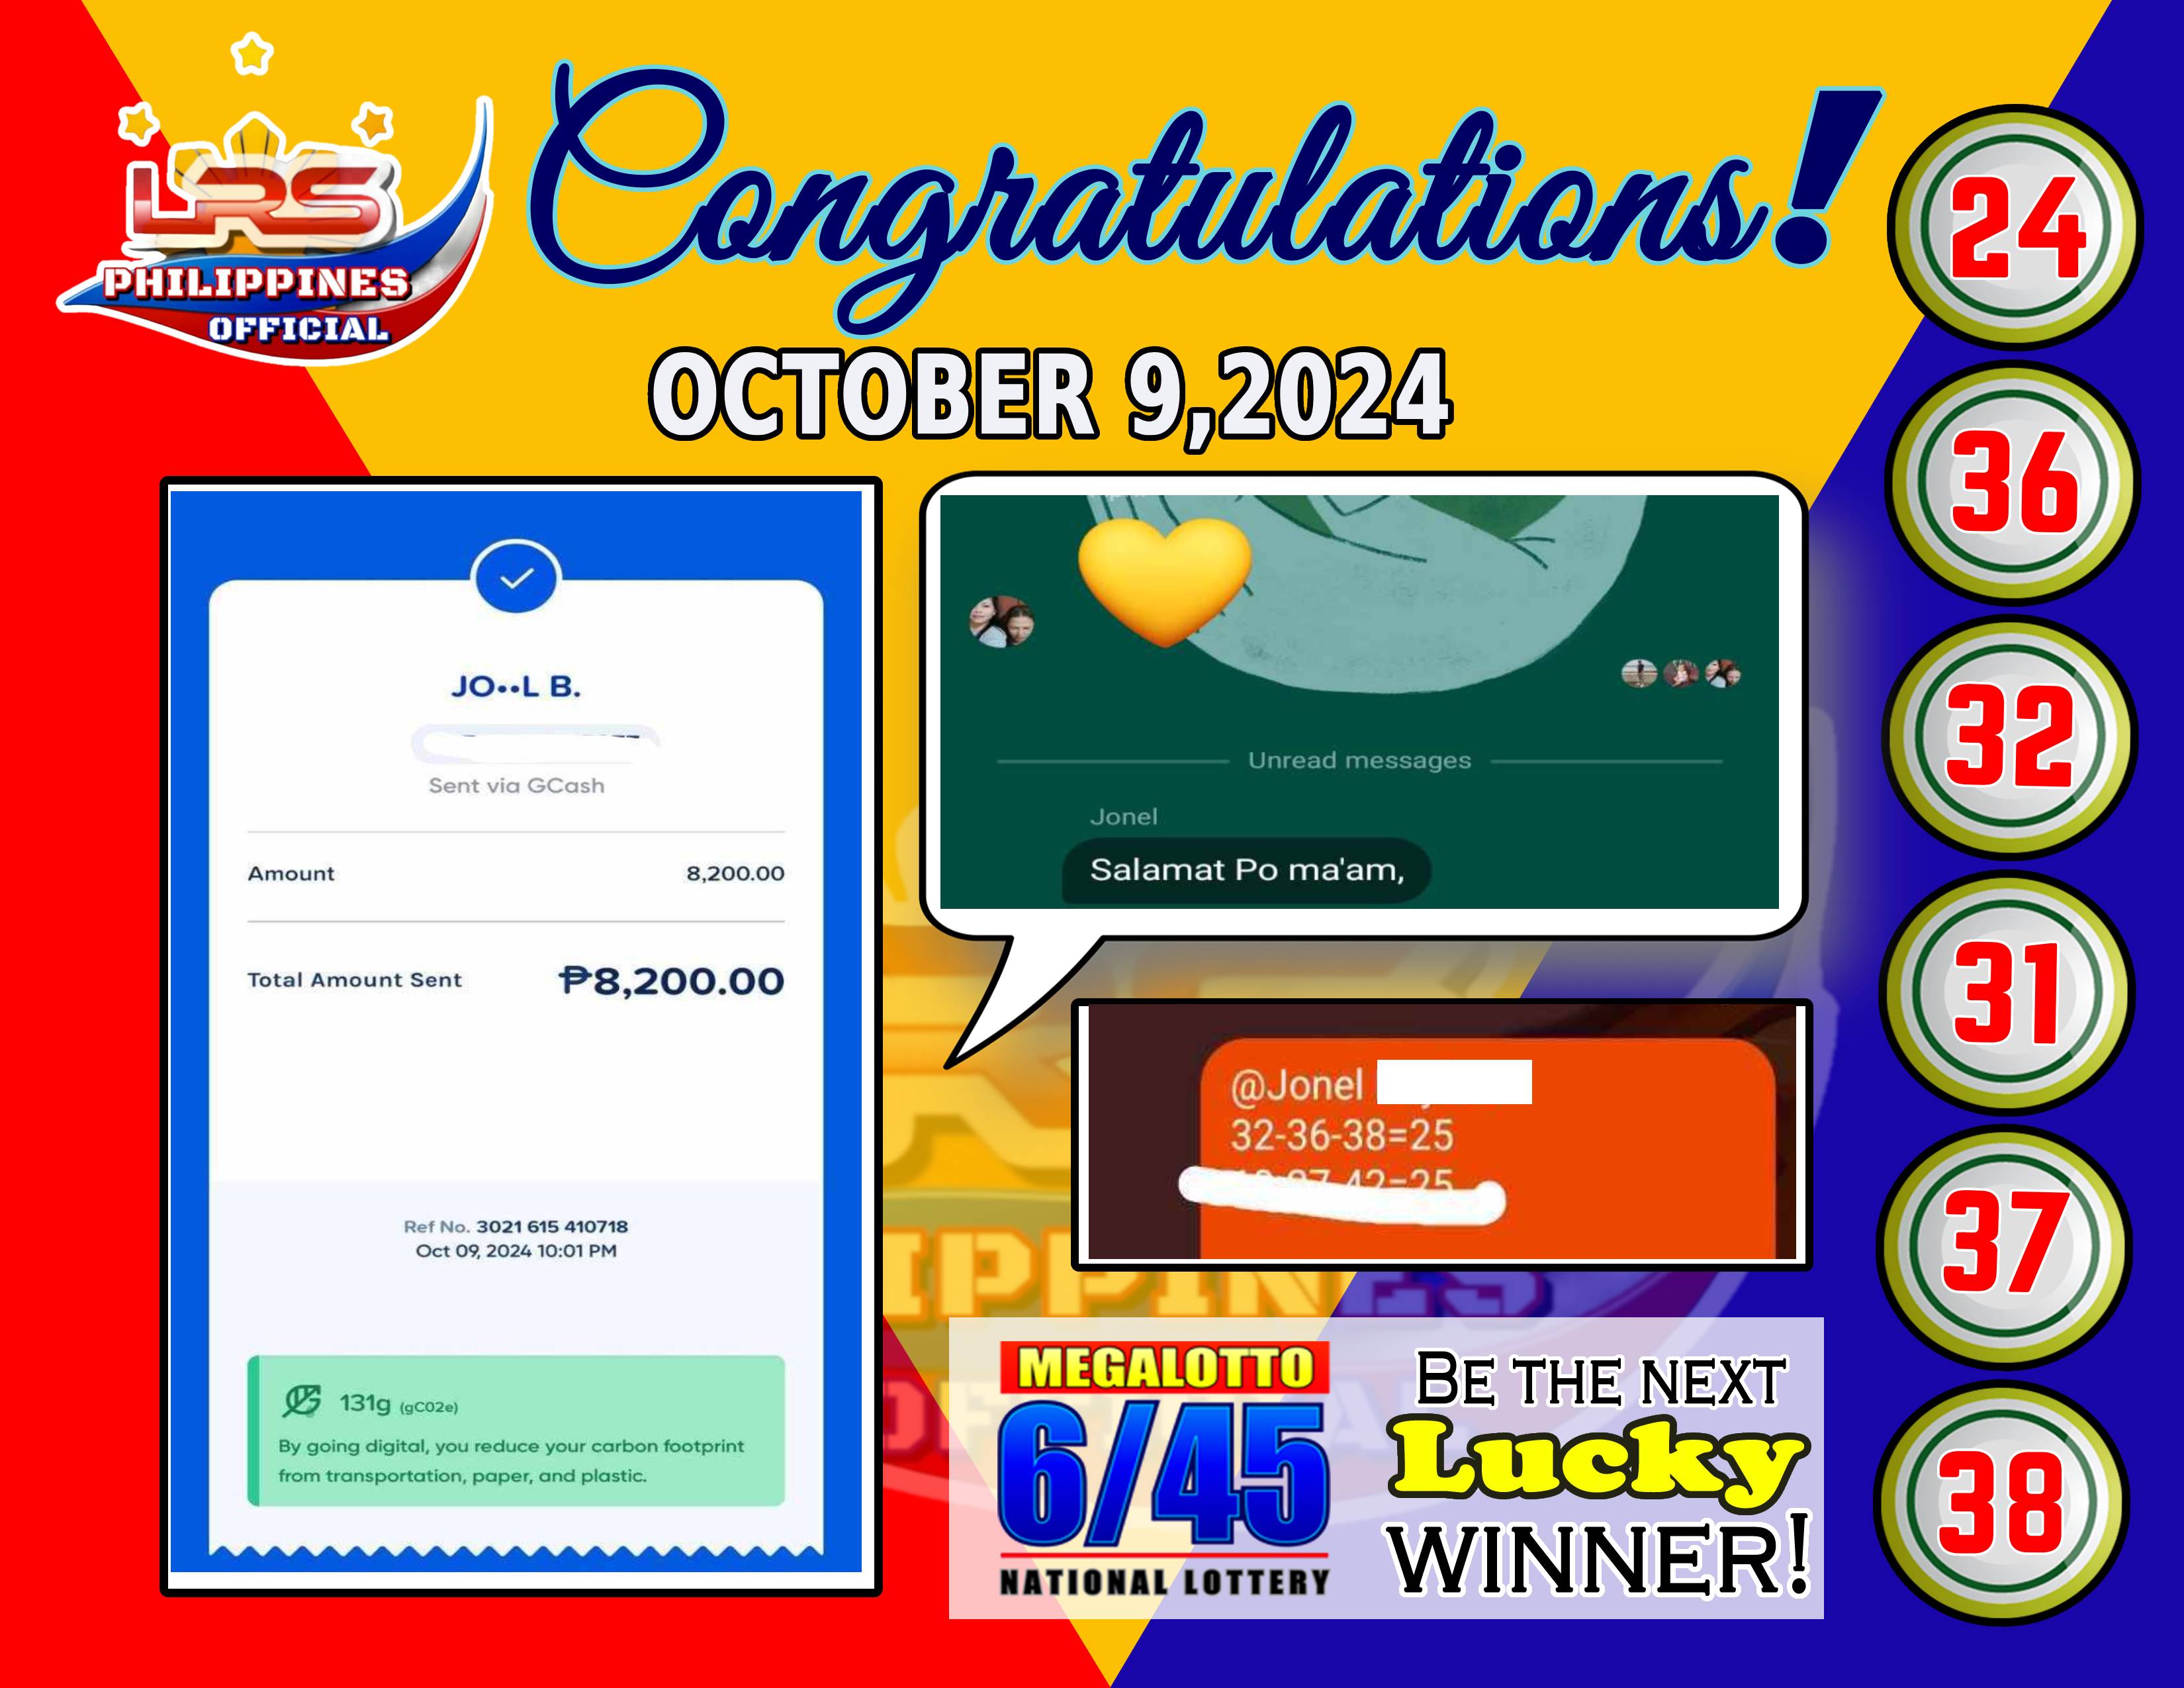 LRS
PHILIPPINES
OFFICIAL
Congratulations!
OCTOBER 9,2024
JO••L B.
Sent via GCash
Amount 8,200.00
Total Amount Sent ₱8,200.00
Ref No. 3021 615 410718
Oct 09, 2024 10:01 PM
131g (gCO2e)
By going digital, you reduce your carbon footprint
from transportation, paper, and plastic.
Unread messages
Jonel
Salamat Po ma'am,
@Jonel
32-36-38=25
MEGALOTTO
6/45
NATIONAL LOTTERY
BE THE NEXT
Lucky
WINNER!
24
36
32
31
37
38